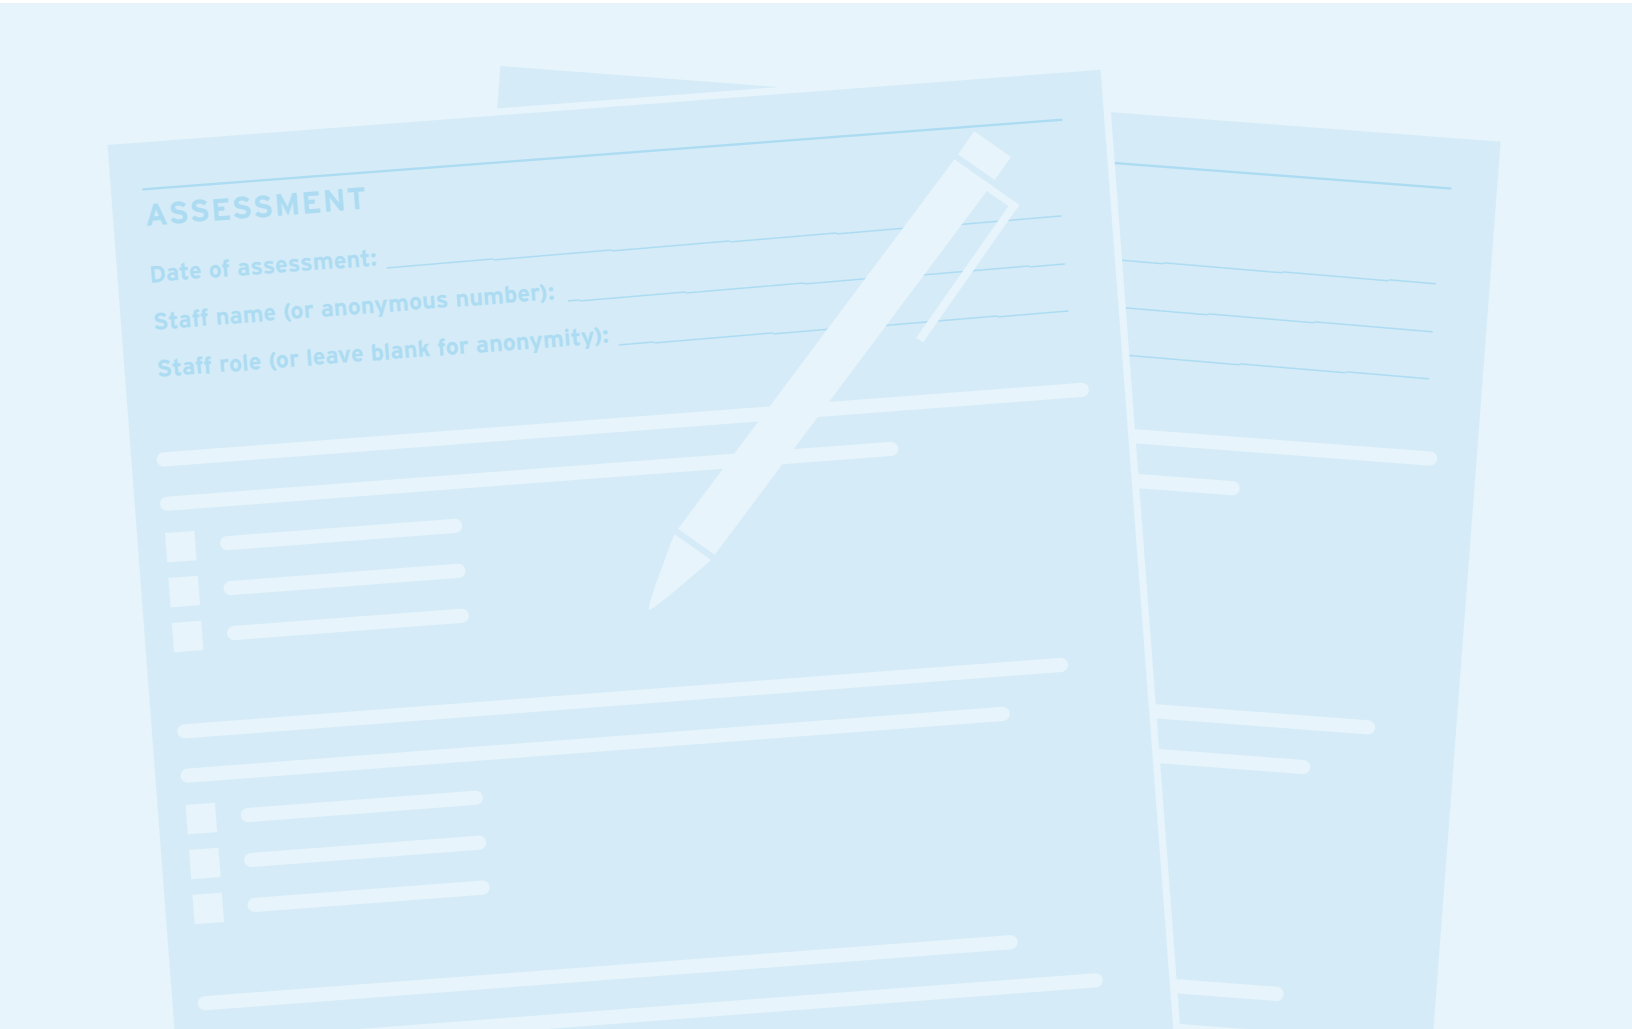 ASSESSMENT
Date of assessment:
Staff name (or anonymous number):
Staff role (or leave blank for anonymity):